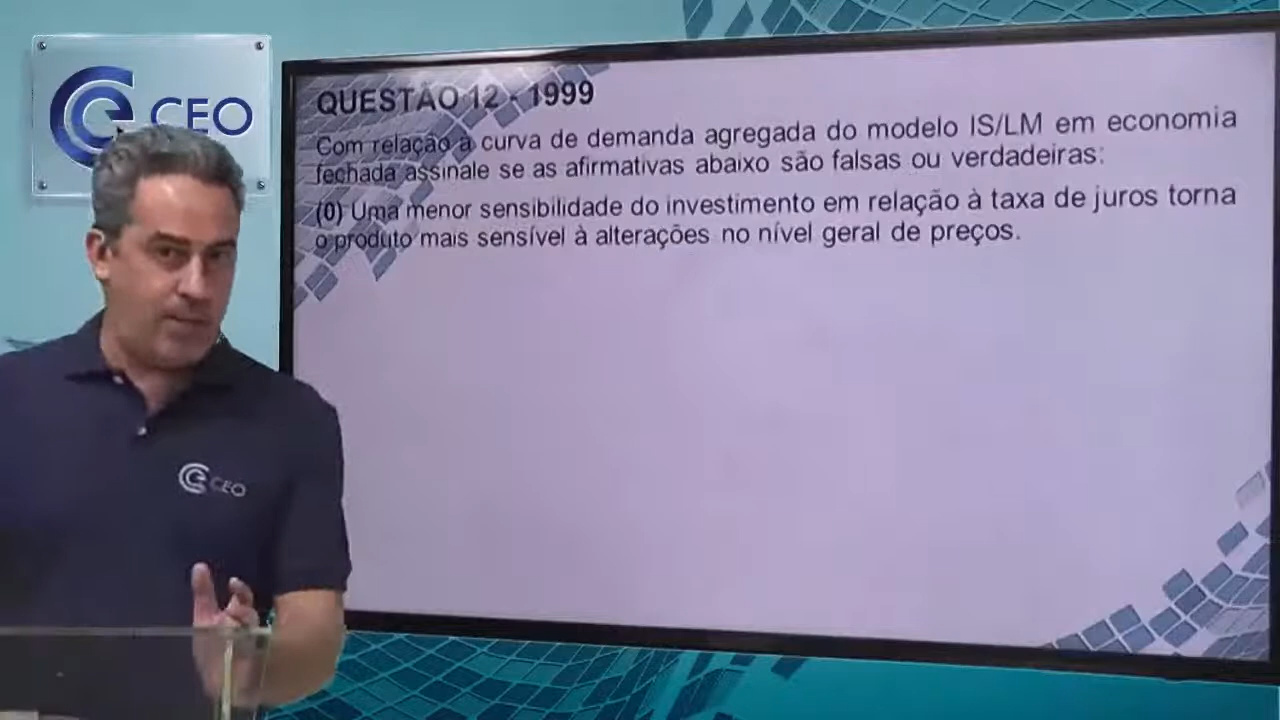 CEO
QUESTÃO 12 - 1999
Com relação à curva de demanda agregada do modelo IS/LM em economia
fechada assinale se as afirmativas abaixo são falsas ou verdadeiras:
(0) Uma menor sensibilidade do investimento em relação à taxa de juros torna
o produto mais sensível à alterações no nível geral de preços.
CEO